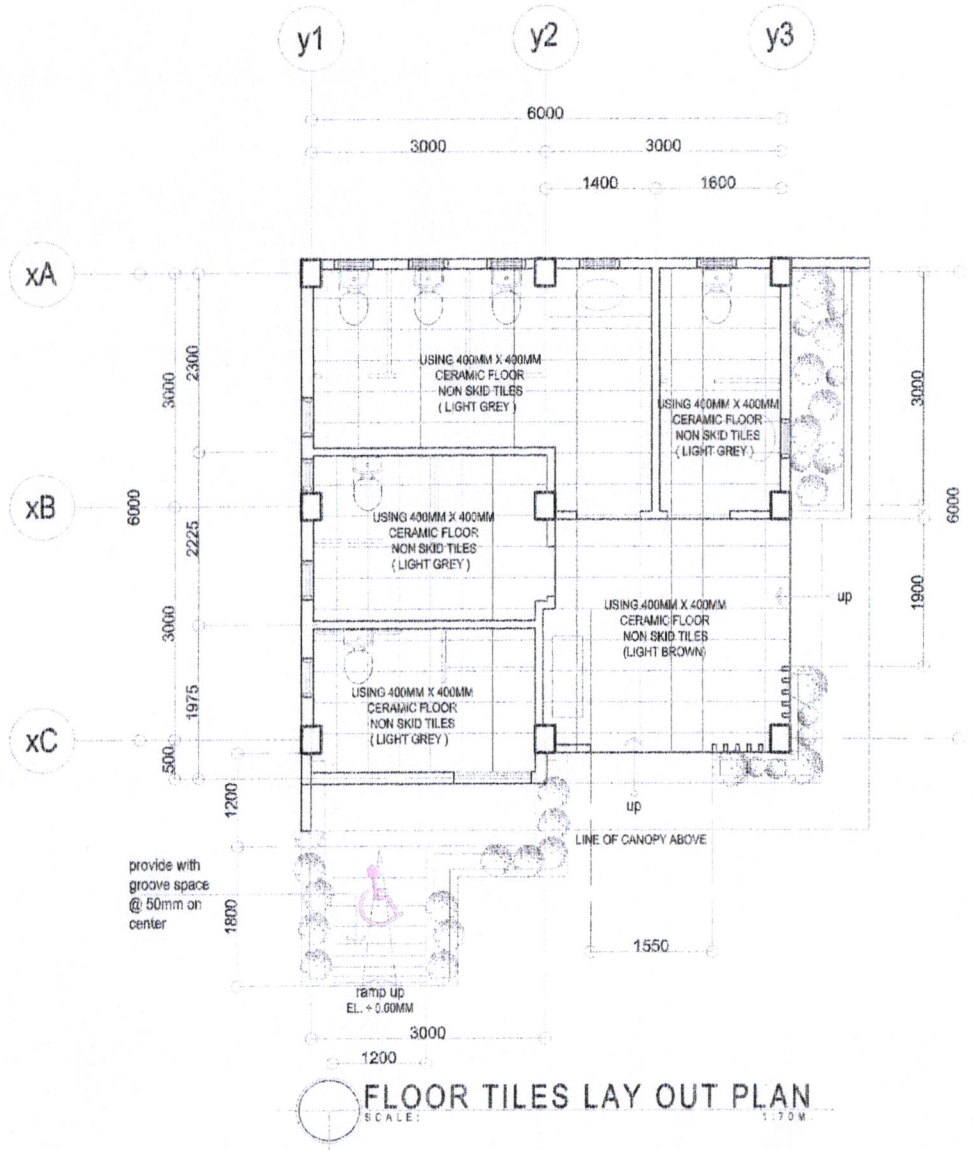 y1
y2
y3
6000
3000
3000
1400
1600
xA
xB
xC
6000
3000
3000
500
2300
2225
1975
1200
1800
3000
1900
6000
USING 400MM X 400MM
CERAMIC FLOOR
NON SKID TILES
( LIGHT GREY )
USING 400MM X 400MM
CERAMIC FLOOR
NON SKID TILES
( LIGHT GREY )
USING 400MM X 400MM
CERAMIC FLOOR
NON SKID TILES
( LIGHT GREY )
USING 400MM X 400MM
CERAMIC FLOOR
NON SKID TILES
(LIGHT BROWN)
USING 400MM X 400MM
CERAMIC FLOOR
NON SKID TILES
( LIGHT GREY )
up
up
LINE OF CANOPY ABOVE
provide with
groove space
@ 50mm on
center
1550
ramp up
EL. + 0.00MM
3000
1200
FLOOR TILES LAY OUT PLAN
SCALE: 1:70M